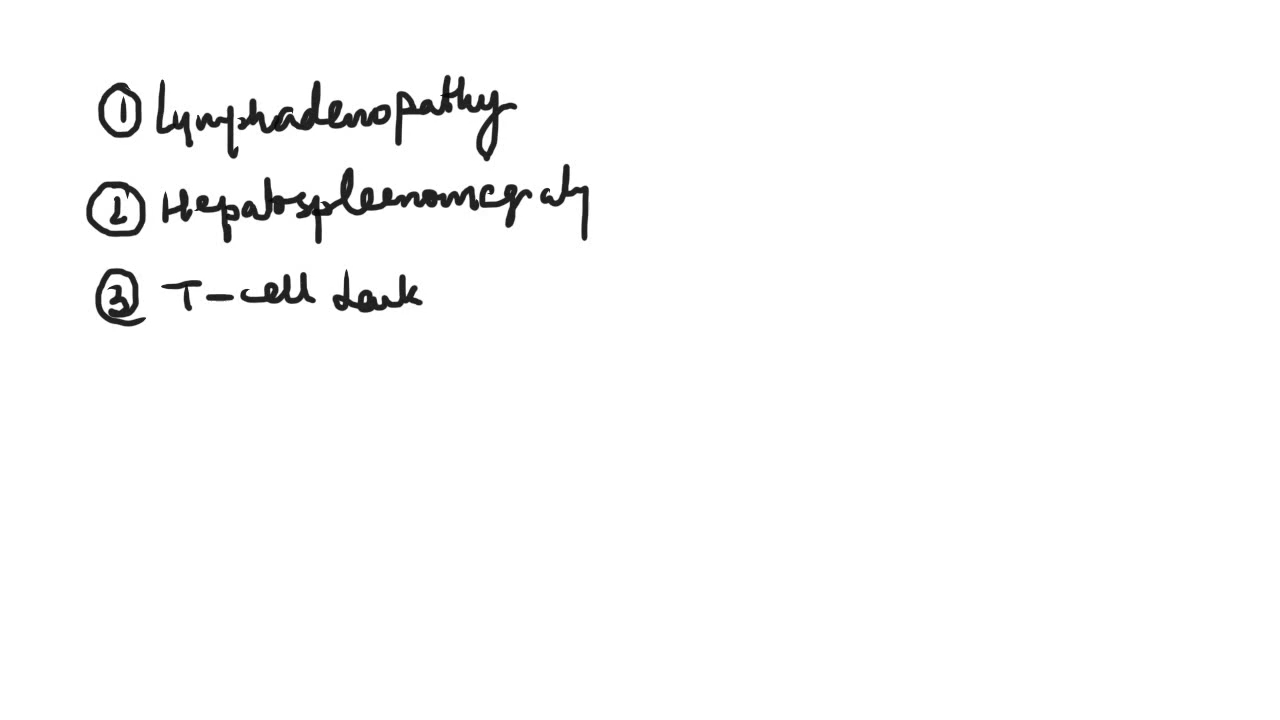 ① Lymphadenopathy
② Hepatospleenomegaly
③ T-cell